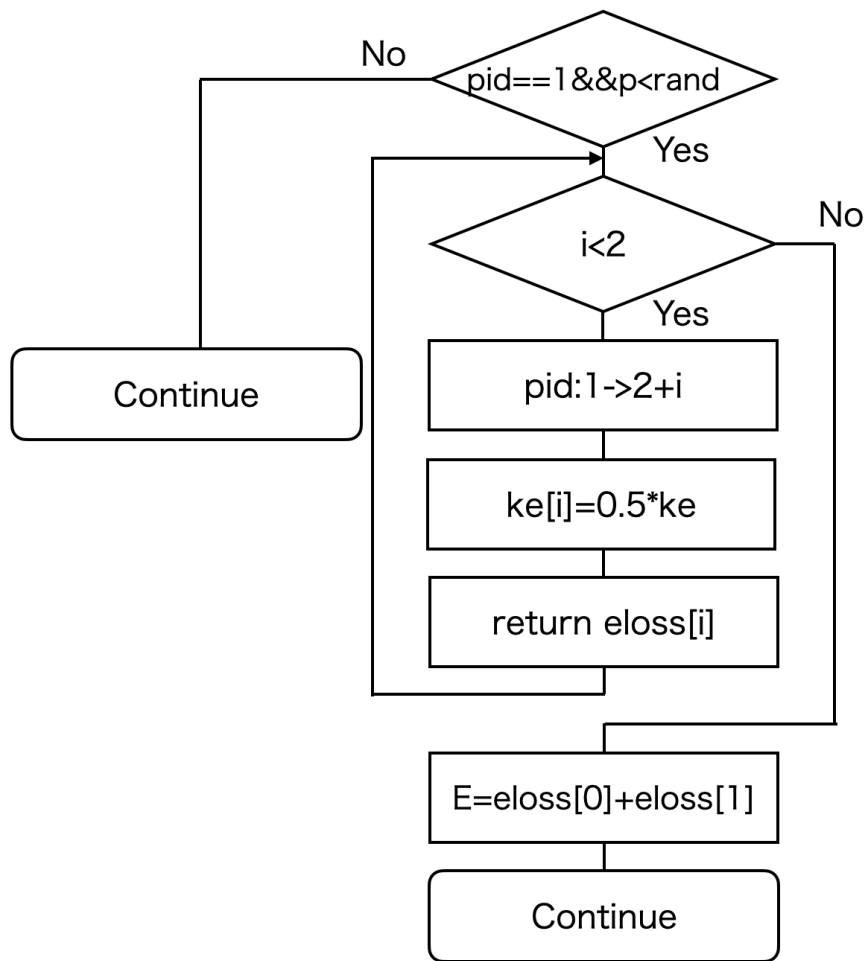 No
pid==1&&p<rand
Yes
No
i<2
Yes
Continue
pid:1->2+i
ke[i]=0.5*ke
return eloss[i]
E=eloss[0]+eloss[1]
Continue